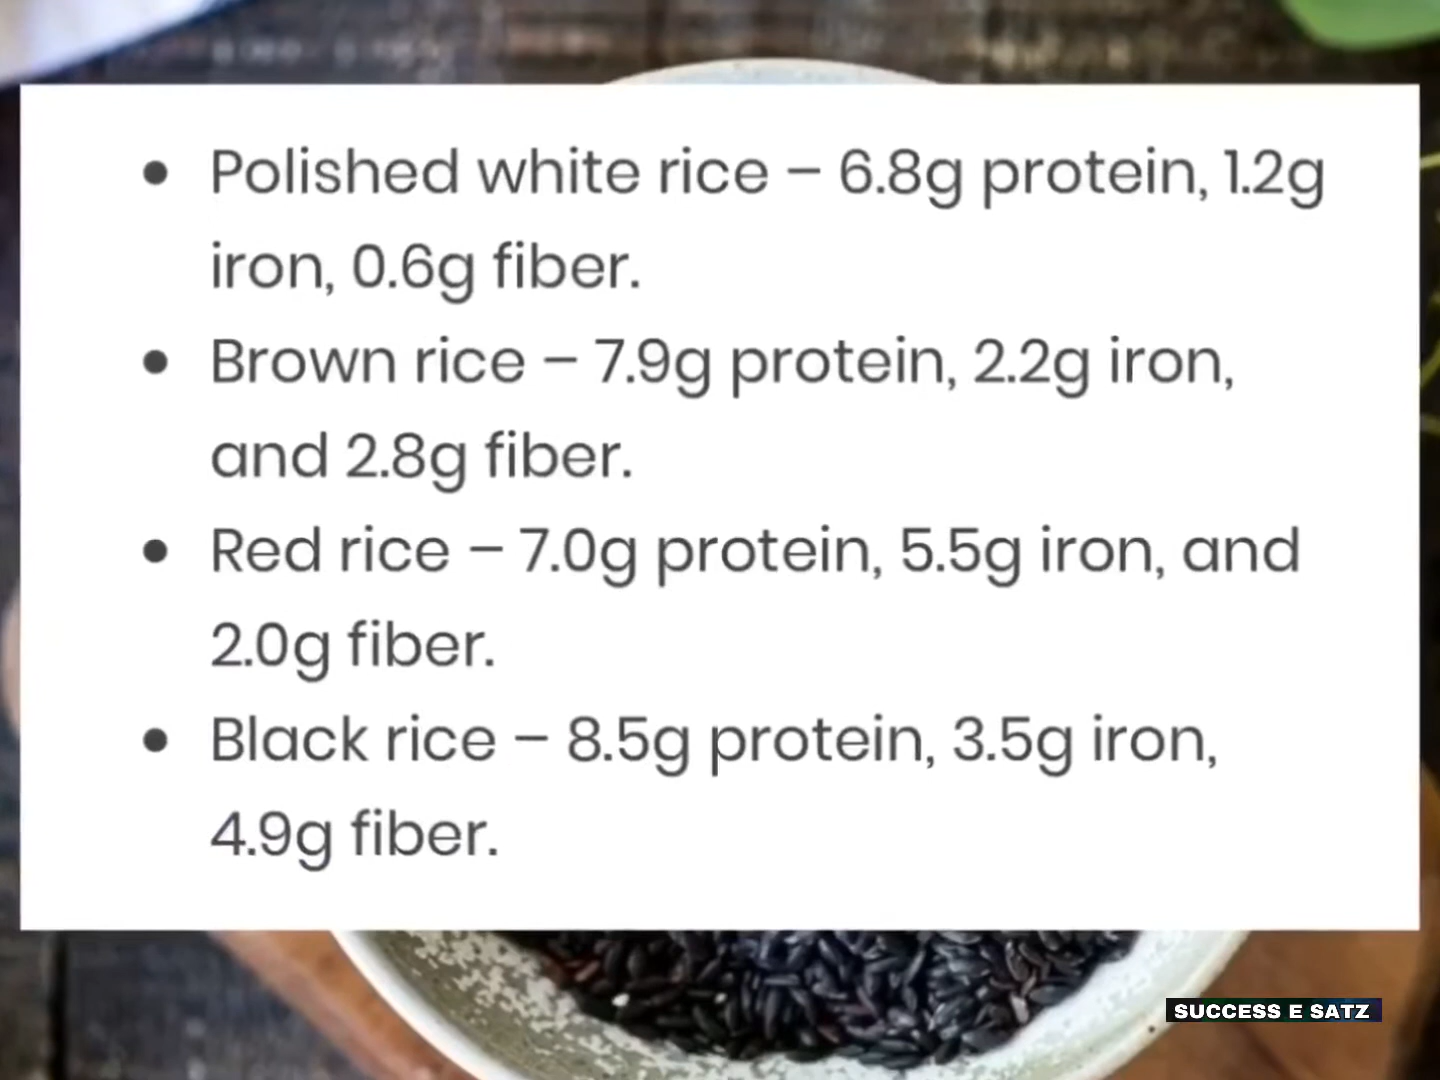 • Polished white rice – 6.8g protein, 1.2g
iron, 0.6g fiber.
• Brown rice – 7.9g protein, 2.2g iron,
and 2.8g fiber.
• Red rice – 7.0g protein, 5.5g iron, and
2.0g fiber.
• Black rice – 8.5g protein, 3.5g iron,
4.9g fiber.
SUCCESS E SATZ